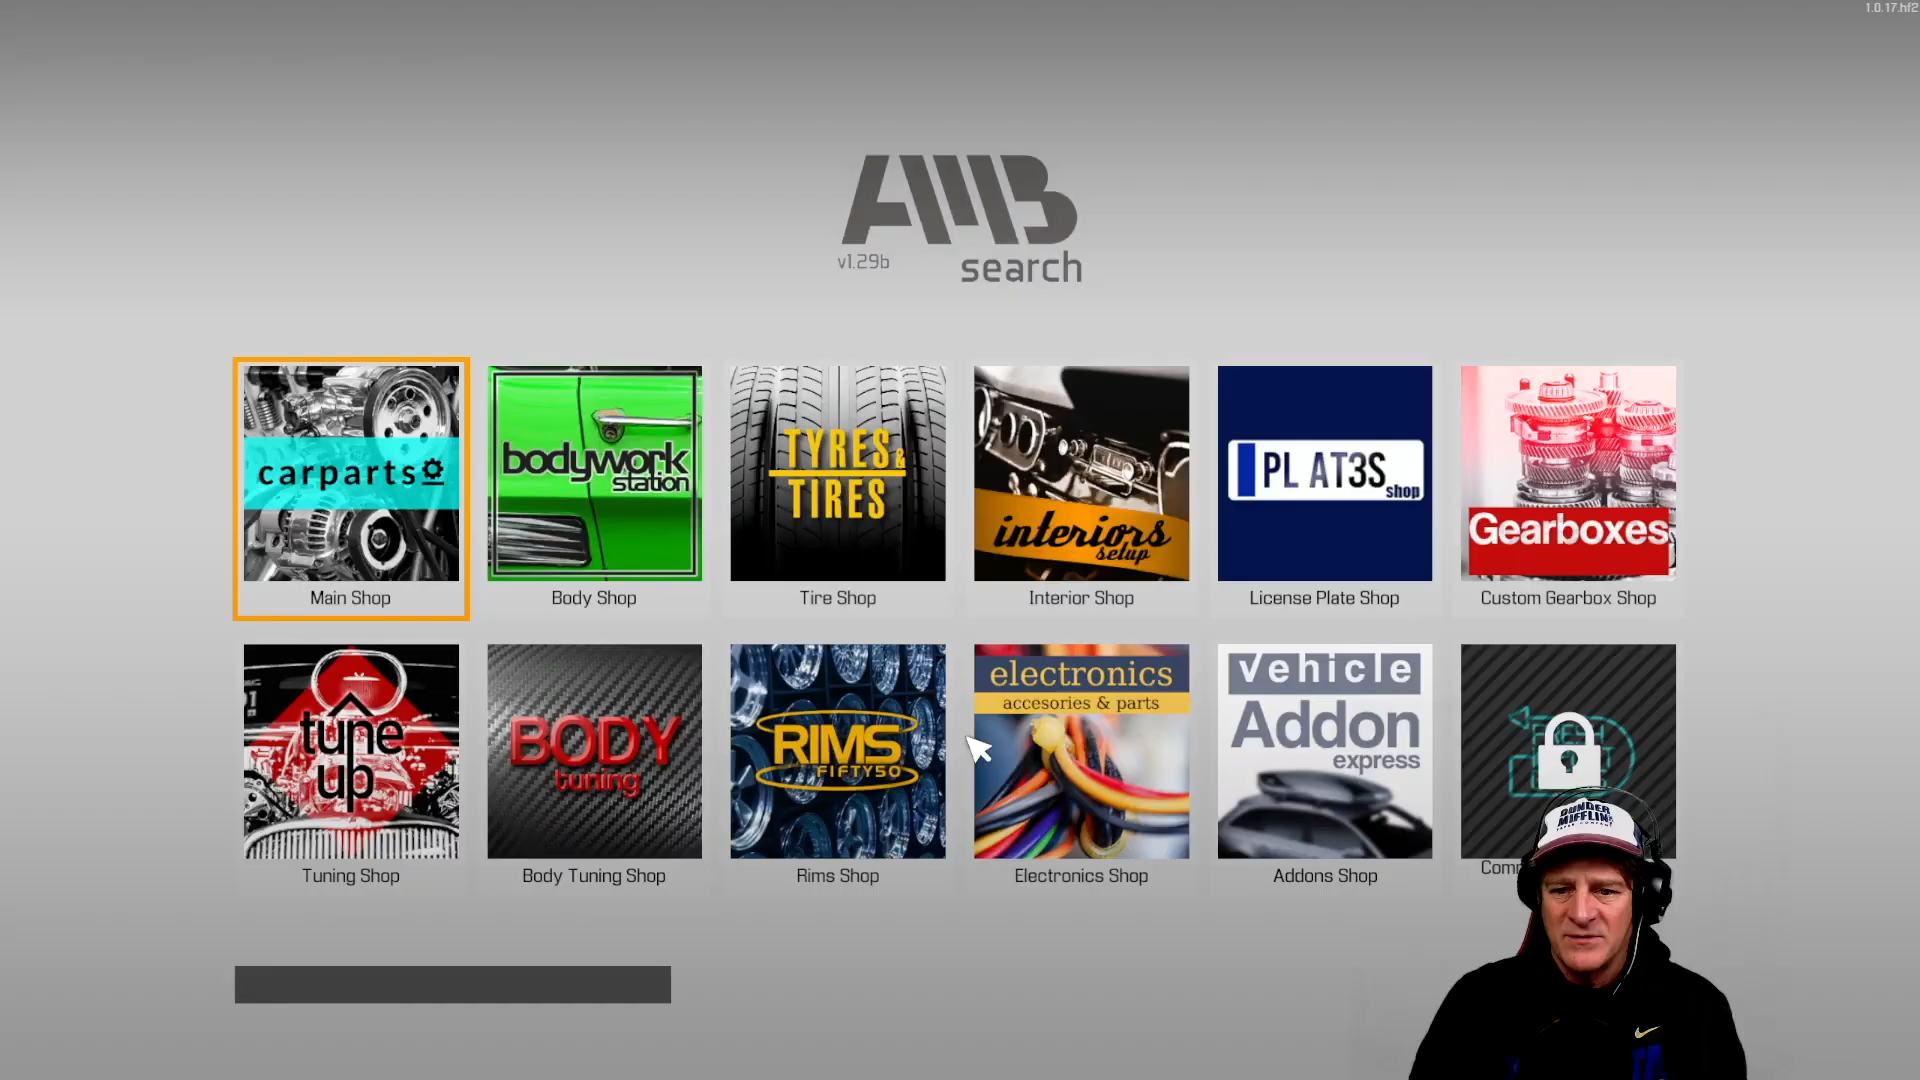 1.0.17.hf2
AMB
v1.29b
search
carparts
bodywork
station
TYRES &
TIRES
interiors
setup
PL AT3S
shop
Gearboxes
Main Shop
Body Shop
Tire Shop
Interior Shop
License Plate Shop
Custom Gearbox Shop
tune
up
BODY
tuning
RIMS
FIFTY50
electronics
accesories & parts
vehicle
Addon
express
FRESH
DUNDER
MIFFLIN
Tuning Shop
Body Tuning Shop
Rims Shop
Electronics Shop
Addons Shop
Com